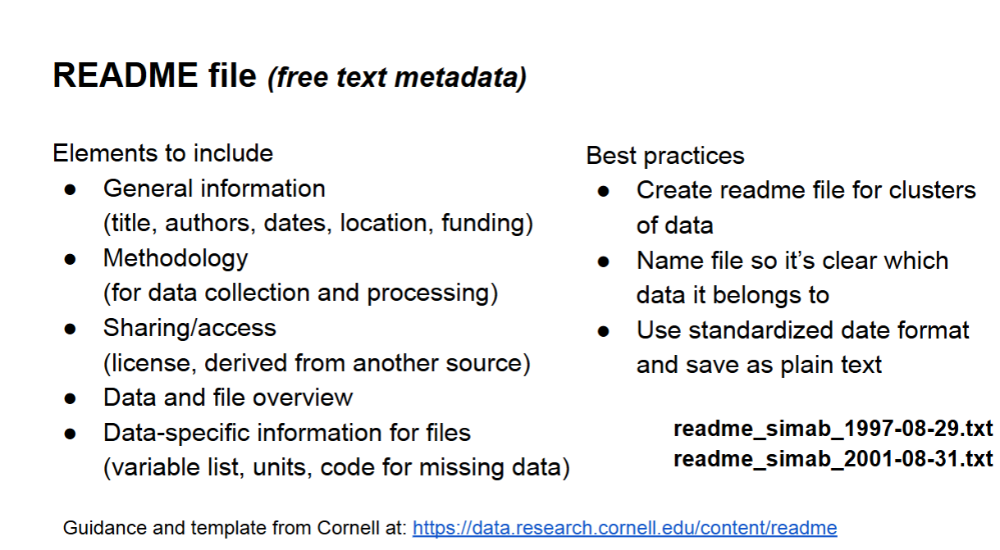 README file (free text metadata)
Elements to include
● General information
(title, authors, dates, location, funding)
● Methodology
(for data collection and processing)
● Sharing/access
(license, derived from another source)
● Data and file overview
● Data-specific information for files
(variable list, units, code for missing data)
Best practices
● Create readme file for clusters
of data
● Name file so it’s clear which
data it belongs to
● Use standardized date format
and save as plain text
readme_simab_1997-08-29.txt
readme_simab_2001-08-31.txt
Guidance and template from Cornell at: https://data.research.cornell.edu/content/readme